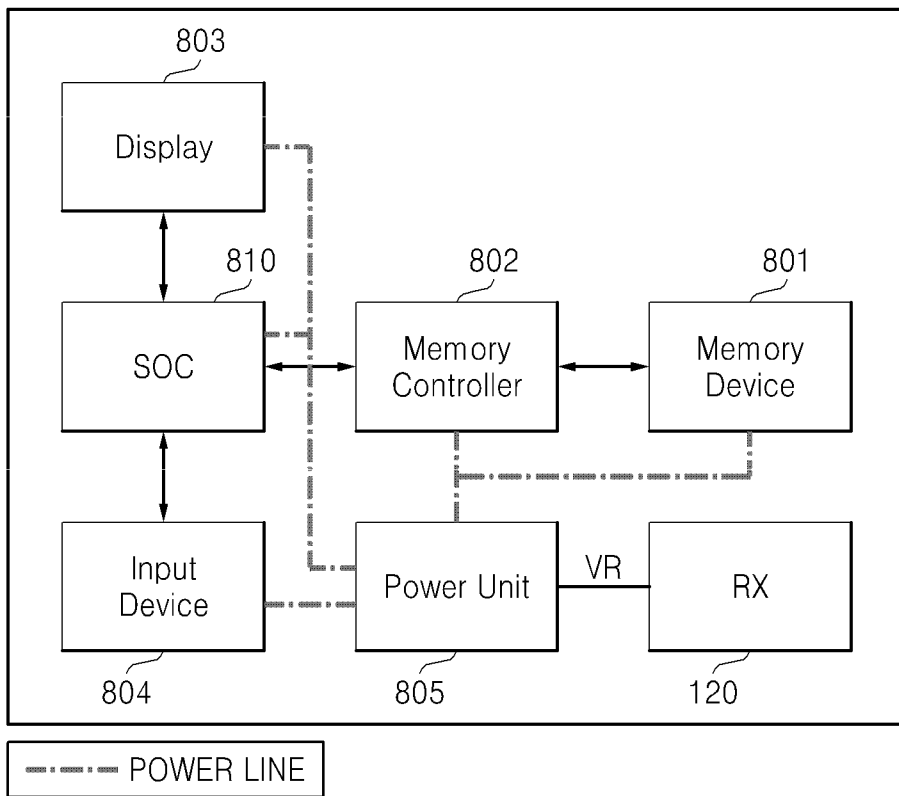 803
Display
810
802
801
SOC
Memory
Controller
Memory
Device
Input
Device
Power Unit
VR
RX
804
805
120
POWER LINE